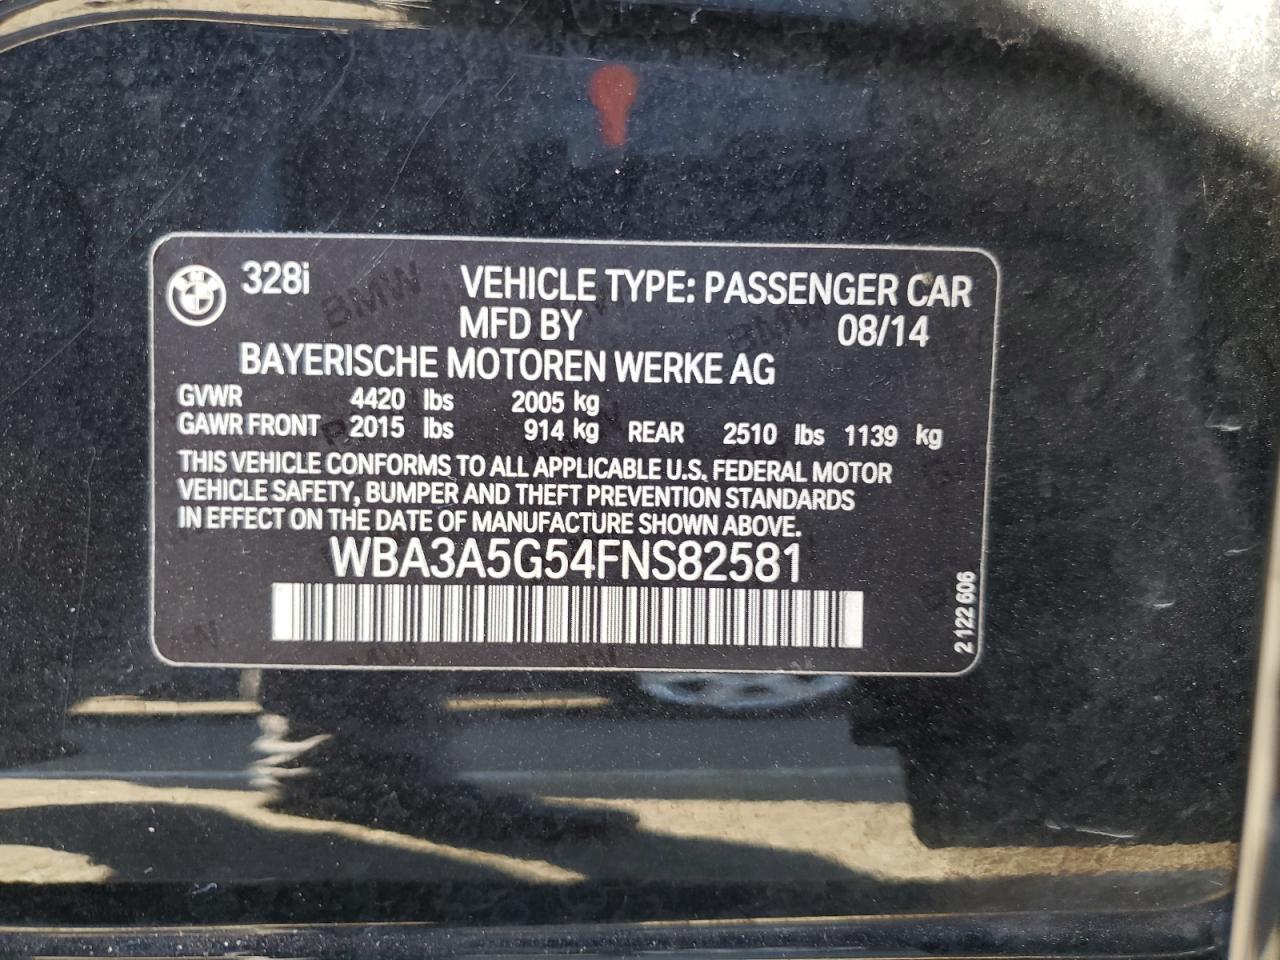 328i VEHICLE TYPE: PASSENGER CAR
MFD BY 08/14
BAYERISCHE MOTOREN WERKE AG
GVWR 4420 lbs 2005 kg
GAWR FRONT 2015 lbs 914 kg REAR 2510 lbs 1139 kg
THIS VEHICLE CONFORMS TO ALL APPLICABLE U.S. FEDERAL MOTOR
VEHICLE SAFETY, BUMPER AND THEFT PREVENTION STANDARDS
IN EFFECT ON THE DATE OF MANUFACTURE SHOWN ABOVE.
WBA3A5G54FNS82581
2 122 606